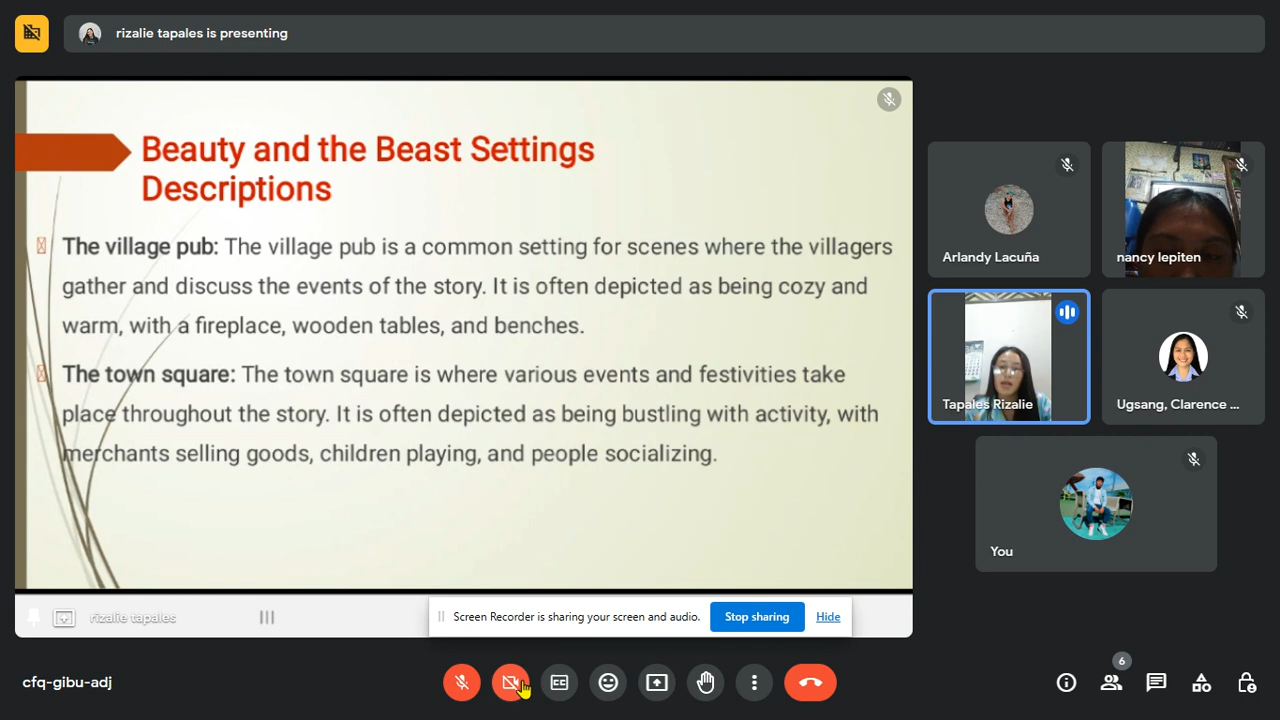 rizalie tapales is presenting
Beauty and the Beast Settings
Descriptions
The village pub: The village pub is a common setting for scenes where the villagers
gather and discuss the events of the story. It is often depicted as being cozy and
warm, with a fireplace, wooden tables, and benches.
The town square: The town square is where various events and festivities take
place throughout the story. It is often depicted as being bustling with activity, with
merchants selling goods, children playing, and people socializing.
rizalie tapales
Screen Recorder is sharing your screen and audio.
Stop sharing
Hide
Arlandy Lacuña
nancy lepiten
Tapales Rizalie
Ugsang, Clarence ...
You
cfq-gibu-adj
CC
6